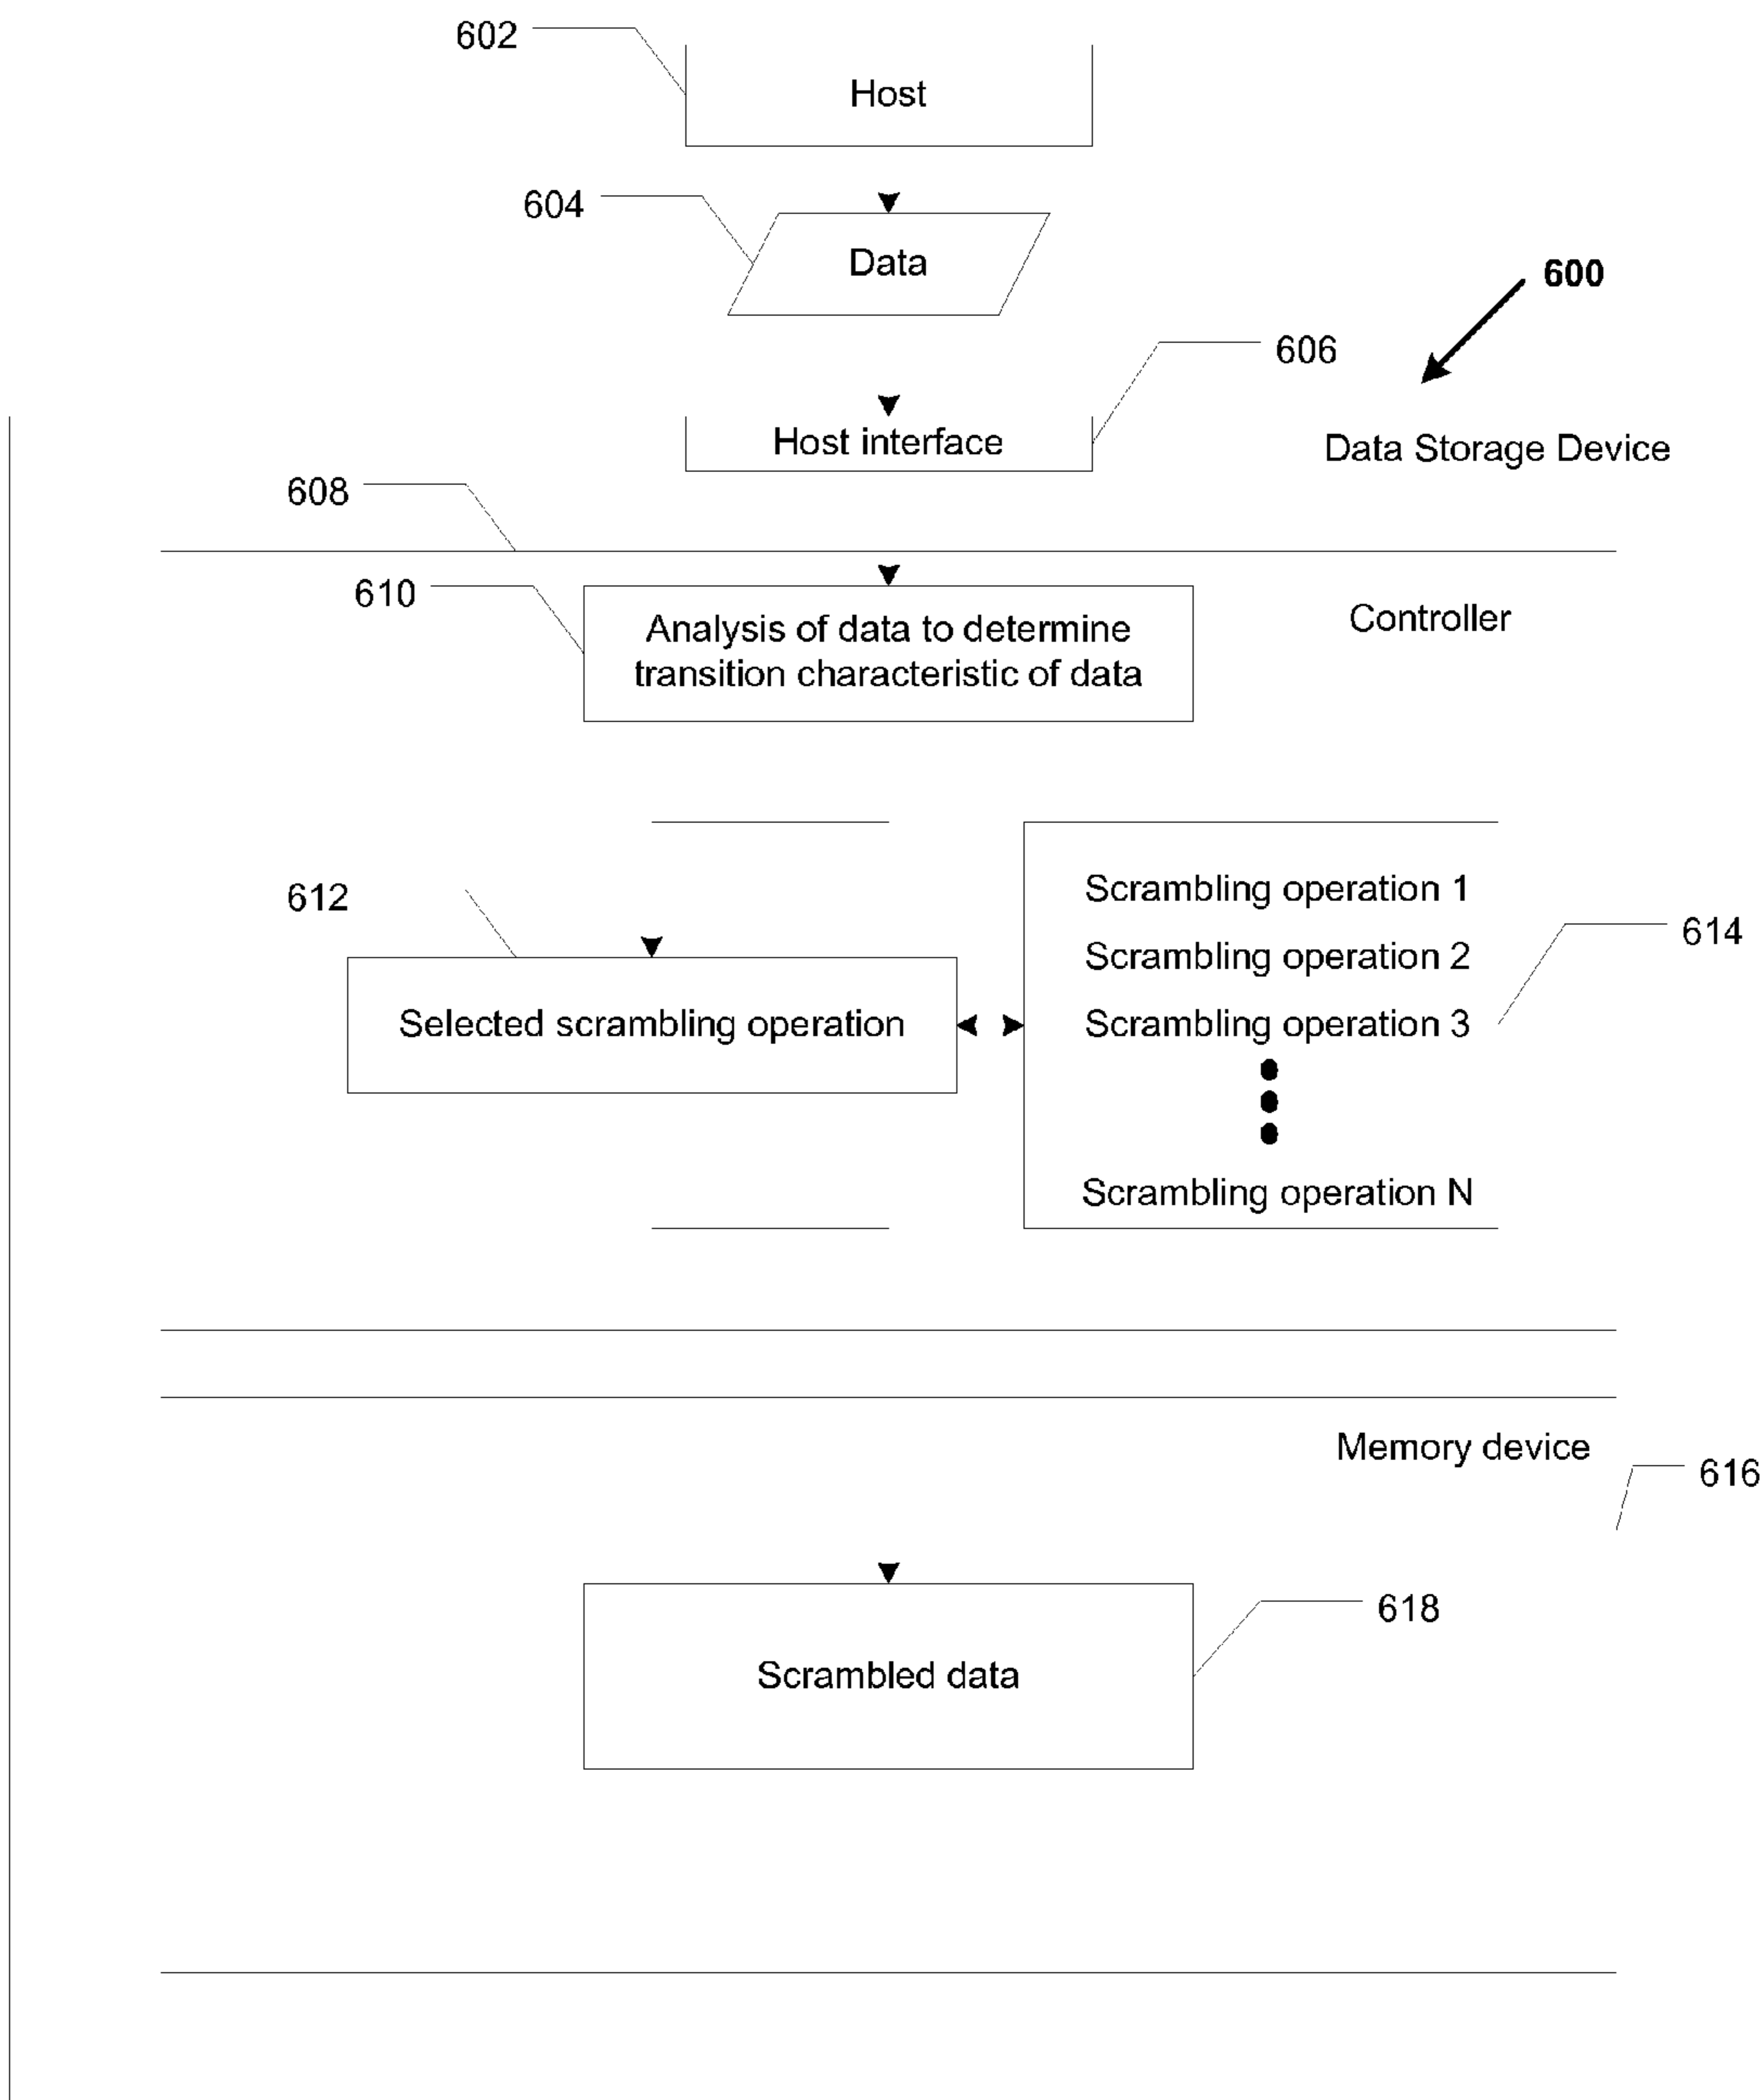 602
Host
604
Data
600
606
Host interface
Data Storage Device
608
610
Analysis of data to determine
transition characteristic of data
Controller
612
Scrambling operation 1
Scrambling operation 2
614
Selected scrambling operation
Scrambling operation 3
Scrambling operation N
Memory device
616
618
Scrambled data